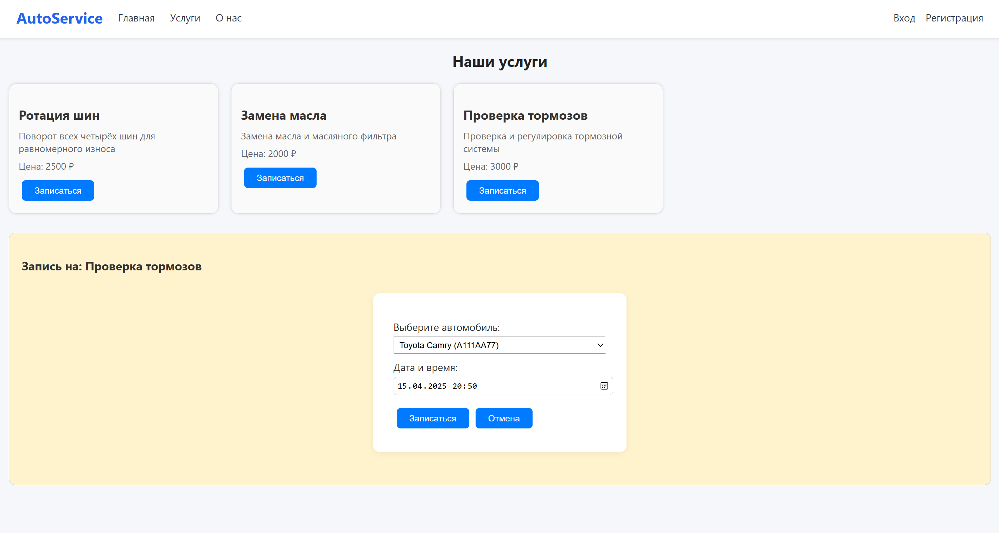 AutoService Главная Услуги О нас Вход Регистрация
Наши услуги
Ротация шин
Поворот всех четырёх шин для
равномерного износа
Цена: 2500 ₽
Записаться
Замена масла
Замена масла и масляного фильтра
Цена: 2000 ₽
Записаться
Проверка тормозов
Проверка и регулировка тормозной
системы
Цена: 3000 ₽
Записаться
Запись на: Проверка тормозов
Выберите автомобиль:
Toyota Camry (A111AA77)
Дата и время:
15.04.2025 20:50
Записаться Отмена